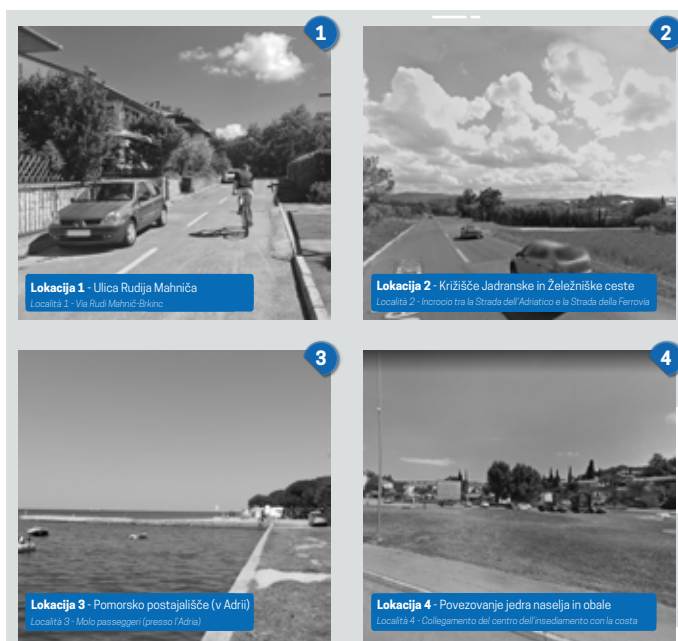 1
Lokacija 1 - Ulica Rudija Mahniča
Località 1 - Via Rudi Mahnič-Brkinc
2
Lokacija 2 - Križišče Jadranske in Železniške ceste
Località 2 - Incrocio tra la Strada dell'Adriatico e la Strada della Ferrovia
3
Lokacija 3 - Pomorsko postajališče (v Adrii)
Località 3 - Molo passeggeri (presso l'Adria)
4
Lokacija 4 - Povezovanje jedra naselja in obale
Località 4 - Collegamento del centro dell'insediamento con la costa